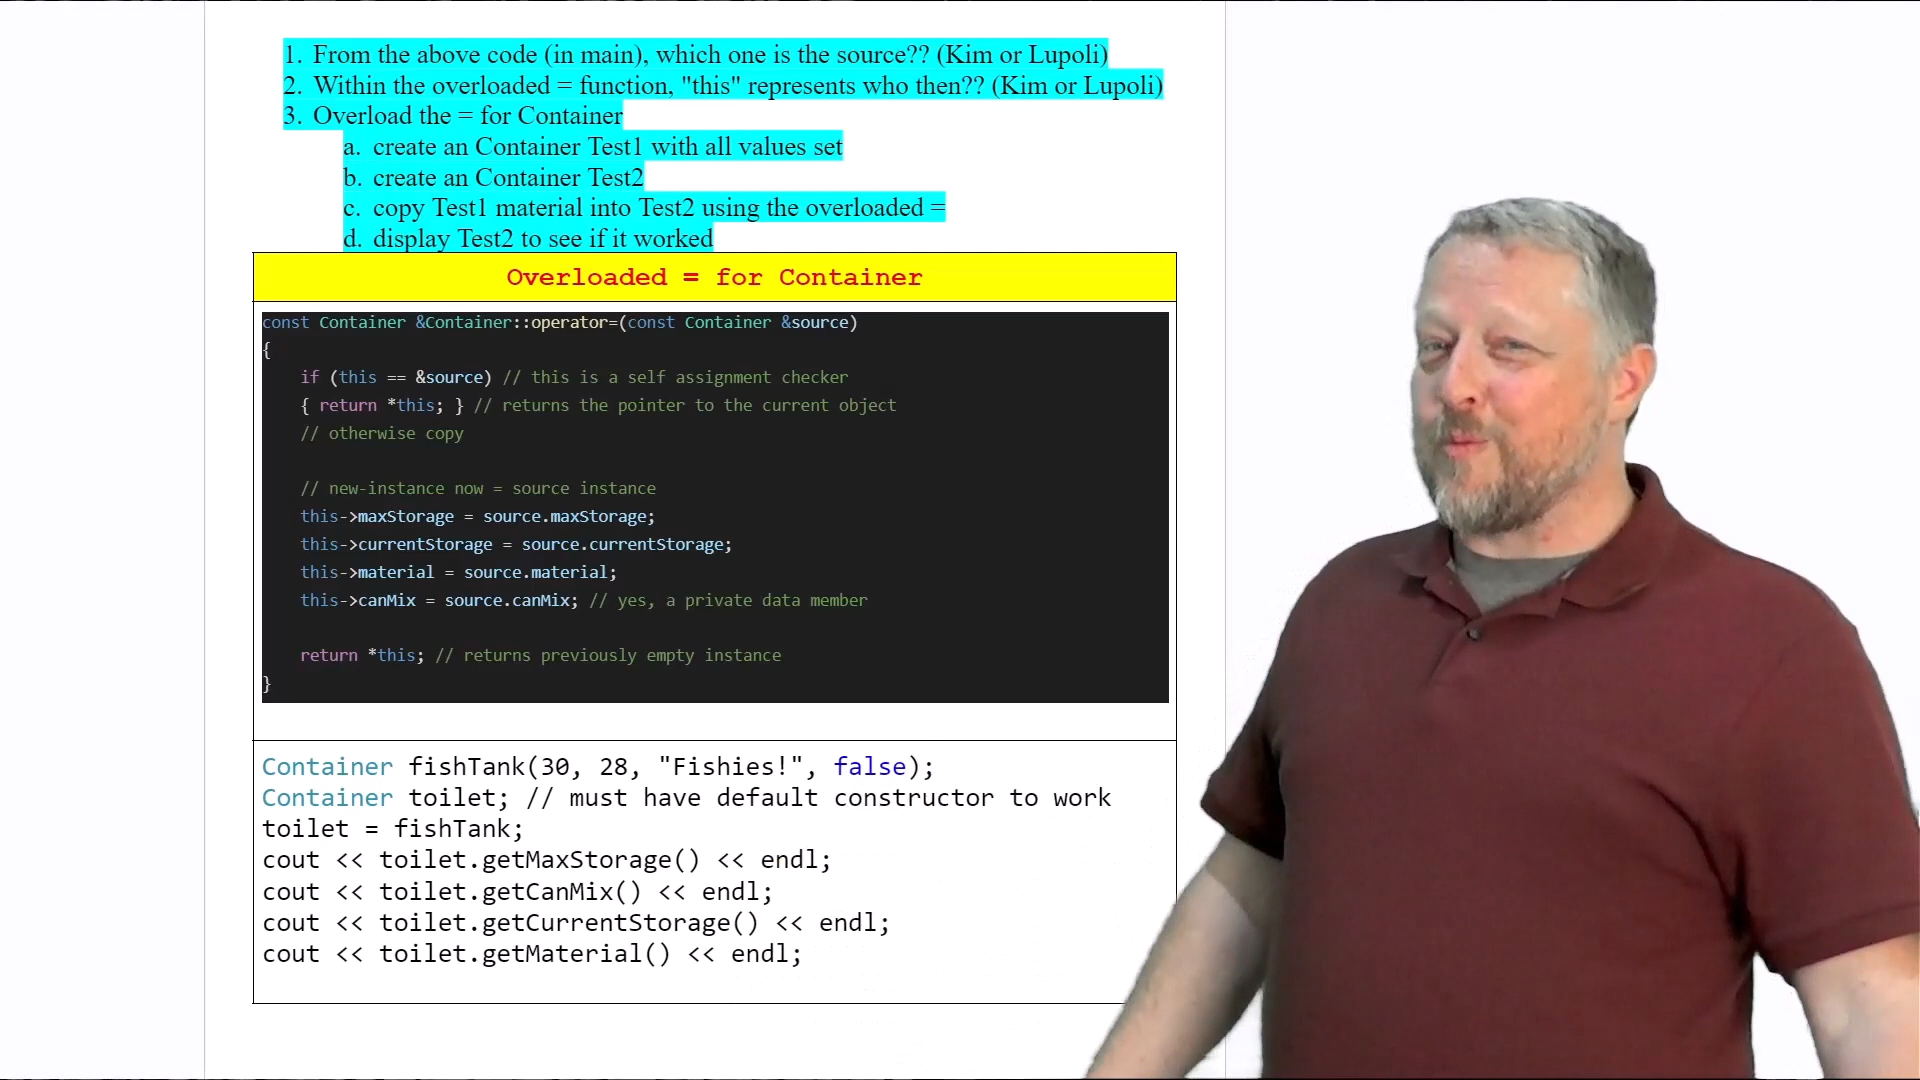 1. From the above code (in main), which one is the source?? (Kim or Lupoli)
2. Within the overloaded = function, "this" represents who then?? (Kim or Lupoli)
3. Overload the = for Container
a. create an Container Test1 with all values set
b. create an Container Test2
c. copy Test1 material into Test2 using the overloaded =
d. display Test2 to see if it worked
Overloaded = for Container
const Container &Container::operator=(const Container &source)
{
if (this == &source) // this is a self assignment checker
{ return *this; } // returns the pointer to the current object
// otherwise copy
// new-instance now = source instance
this->maxStorage = source.maxStorage;
this->currentStorage = source.currentStorage;
this->material = source.material;
this->canMix = source.canMix; // yes, a private data member
return *this; // returns previously empty instance
}
Container fishTank(30, 28, "Fishies!", false);
Container toilet; // must have default constructor to work
toilet = fishTank;
cout << toilet.getMaxStorage() << endl;
cout << toilet.getCanMix() << endl;
cout << toilet.getCurrentStorage() << endl;
cout << toilet.getMaterial() << endl;